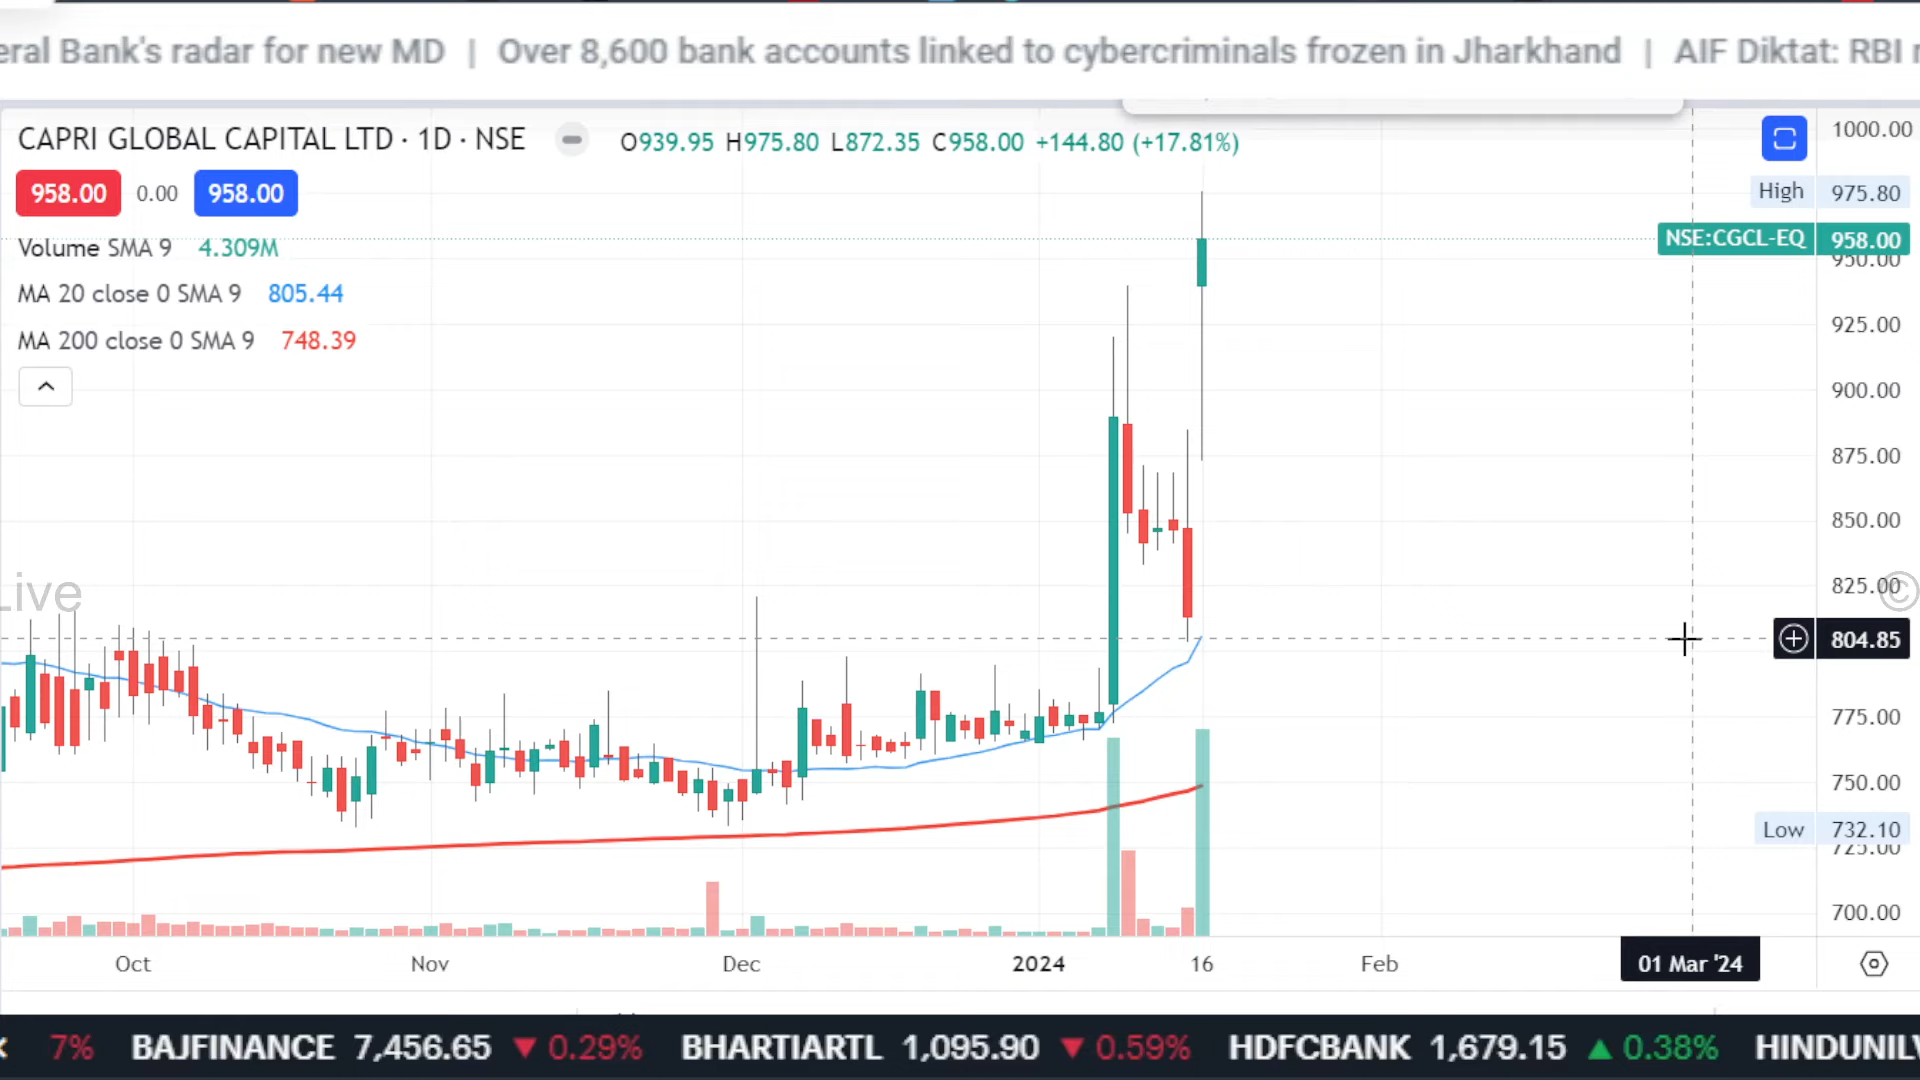 eral Bank's radar for new MD | Over 8,600 bank accounts linked to cybercriminals frozen in Jharkhand | AIF Diktat: RBI
CAPRI GLOBAL CAPITAL LTD · 1D · NSE O939.95 H975.80 L872.35 C958.00 +144.80 (+17.81%)
958.00 0.00 958.00
Volume SMA 9 4.309M
MA 20 close 0 SMA 9 805.44
MA 200 close 0 SMA 9 748.39
1000.00
High 975.80
NSE:CGCL-EQ 958.00
950.00
925.00
900.00
875.00
850.00
825.00
Live ©
804.85
775.00
750.00
Low 732.10
725.00
700.00
Oct Nov Dec 2024 16 Feb 01 Mar '24
7% BAJFINANCE 7,456.65 ▼ 0.29% BHARTIARTL 1,095.90 ▼ 0.59% HDFCBANK 1,679.15 ▲ 0.38% HINDUNILV